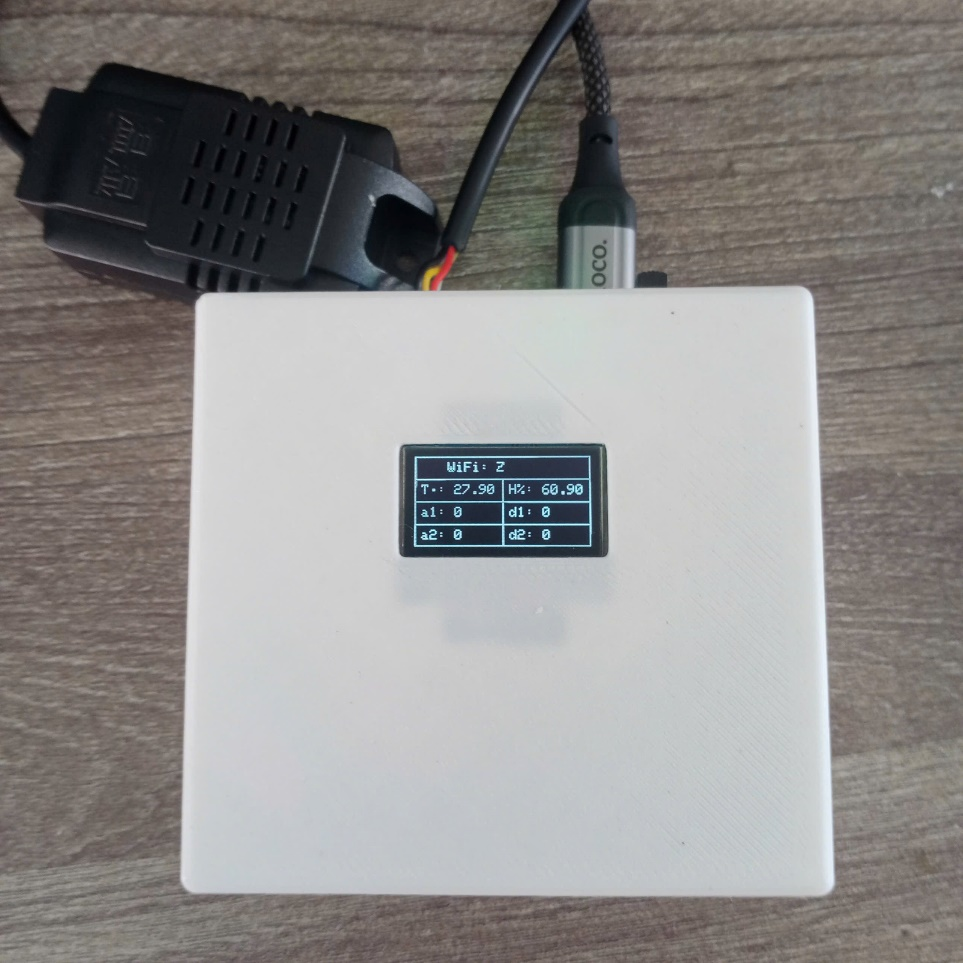 oco.
WiFi: Z
T°: 27.90 H%: 60.90
a1: 0 d1: 0
a2: 0 d2: 0